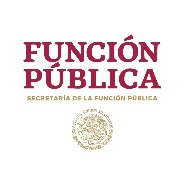 FUNCIÓN
PÚBLICA
SECRETARÍA DE LA FUNCIÓN PÚBLICA